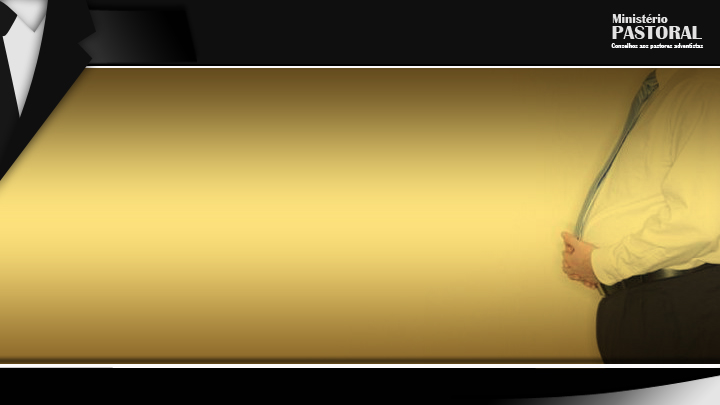 Ministério
PASTORAL
Conselhos aos pastores adventistas